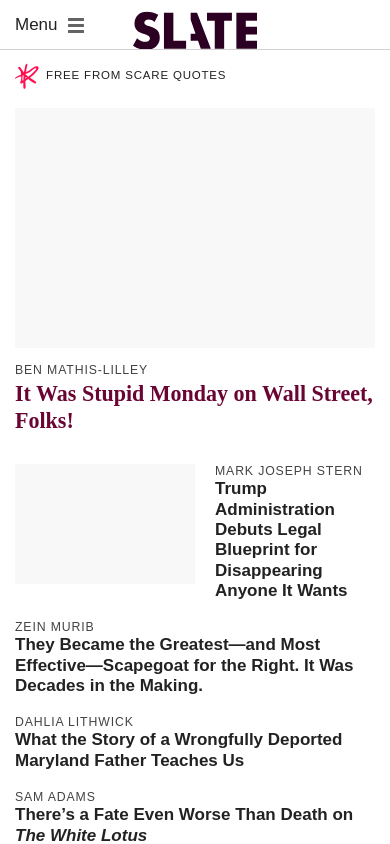 Menu
SLATE
FREE FROM SCARE QUOTES
BEN MATHIS-LILLEY
It Was Stupid Monday on Wall Street,
Folks!
MARK JOSEPH STERN
Trump
Administration
Debuts Legal
Blueprint for
Disappearing
Anyone It Wants
ZEIN MURIB
They Became the Greatest—and Most
Effective—Scapegoat for the Right. It Was
Decades in the Making.
DAHLIA LITHWICK
What the Story of a Wrongfully Deported
Maryland Father Teaches Us
SAM ADAMS
There’s a Fate Even Worse Than Death on
The White Lotus